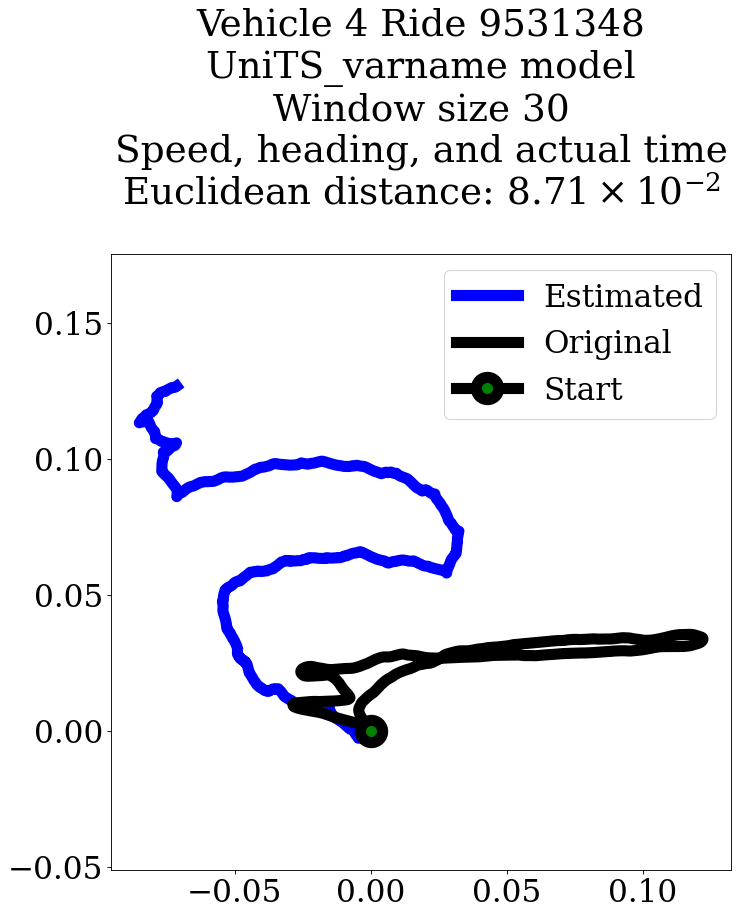 Vehicle 4 Ride 9531348
UniTS_varname model
Window size 30
Speed, heading, and actual time
Euclidean distance: $8.71 \times 10^{-2}$
Estimated
Original
Start
0.15
0.10
0.05
0.00
−0.05
−0.05 0.00 0.05 0.10